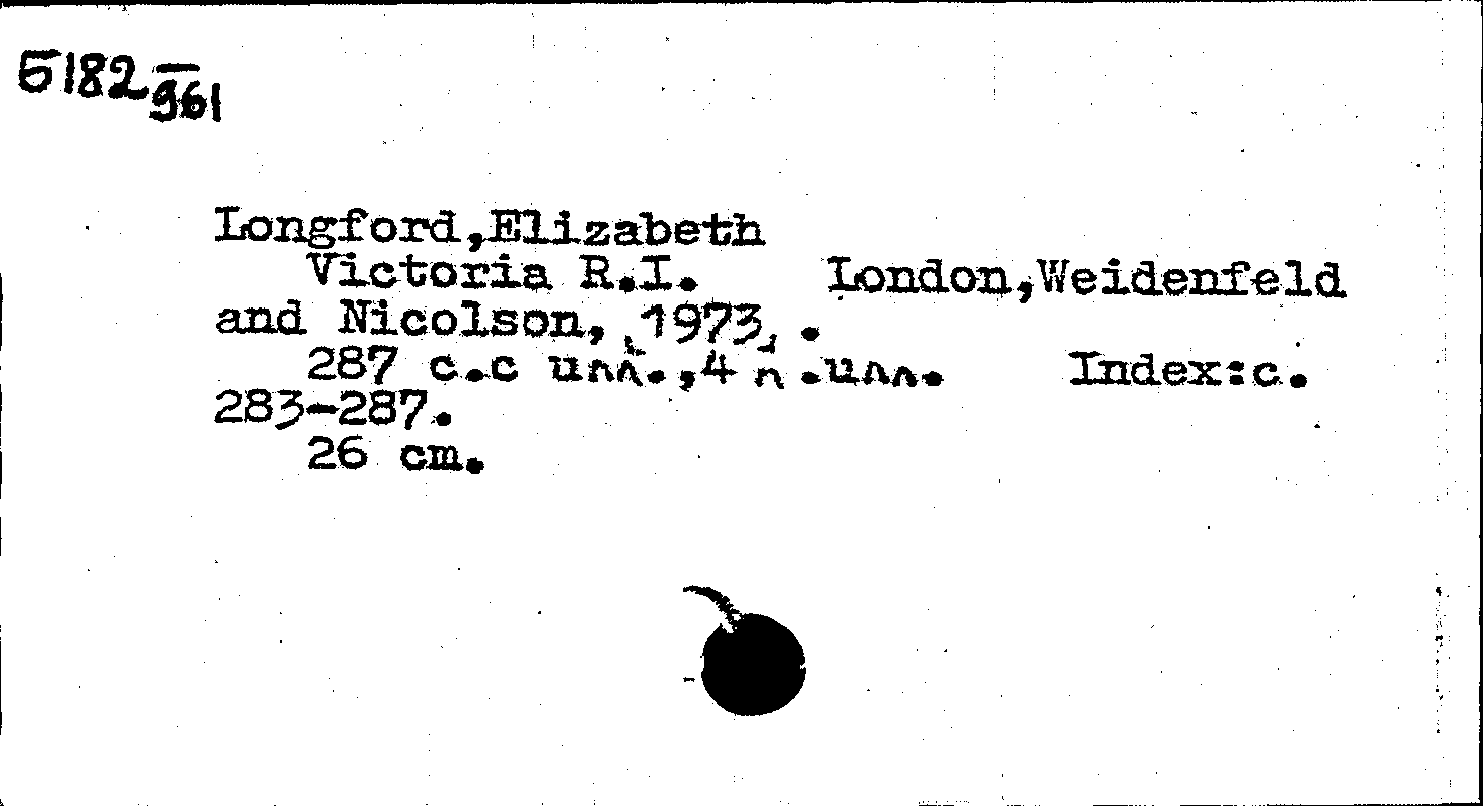 5182
961
Longford,Elizabeth
Victoria R.I. London,Weidenfeld
and Nicolson, 1973 .
287 c.c илл.,4 л.илл. Index:c.
283-287.
26 cm.